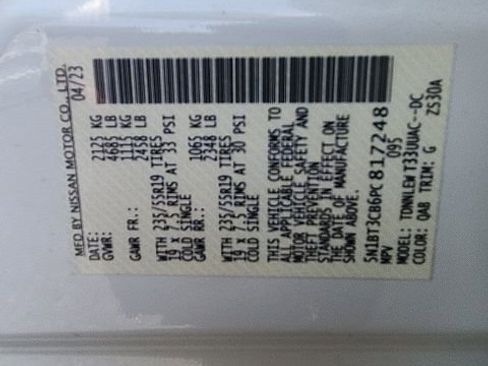 MFD BY NISSAN MOTOR CO., LTD.
DATE: 04/23
GVWR: 2125 KG
4685 LB
GAWR FR.: 1115 KG
2458 LB
WITH 235/55R19 TIRES
19 x 7.5 RIMS AT 33 PSI
COLD SINGLE
GAWR RR.: 1065 KG
2348 LB
WITH 235/55R19 TIRES
19 x 7.5 RIMS AT 30 PSI
COLD SINGLE
THIS VEHICLE CONFORMS TO
ALL APPLICABLE FEDERAL
MOTOR VEHICLE SAFETY AND
THEFT PREVENTION
STANDARDS IN EFFECT ON
THE DATE OF MANUFACTURE
SHOWN ABOVE.
5N1BT3CB6PC817248
MPV 095
MODEL: T33UUAC--DC
COLOR: QAB TRIM: G Z530A